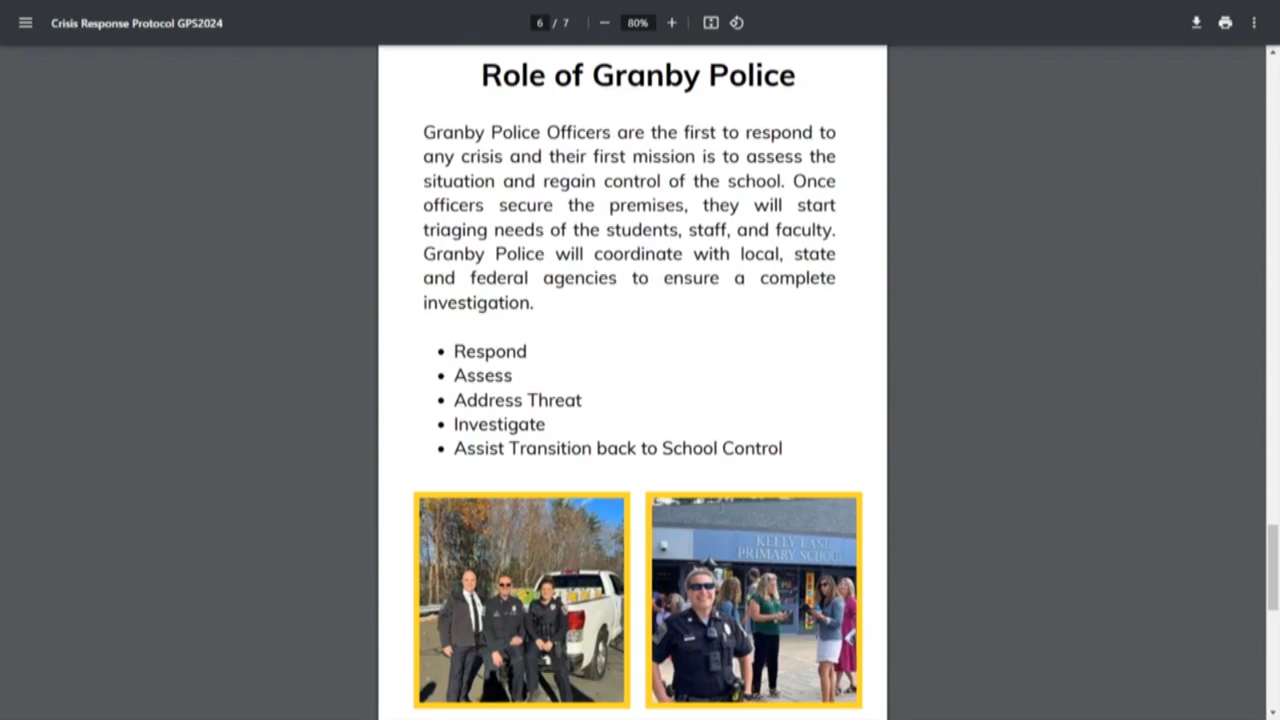 Crisis Response Protocol GPS2024
6 / 7
80%
Role of Granby Police
Granby Police Officers are the first to respond to
any crisis and their first mission is to assess the
situation and regain control of the school. Once
officers secure the premises, they will start
triaging needs of the students, staff, and faculty.
Granby Police will coordinate with local, state
and federal agencies to ensure a complete
investigation.
• Respond
• Assess
• Address Threat
• Investigate
• Assist Transition back to School Control
KELLY LANE
PRIMARY SCHOOL